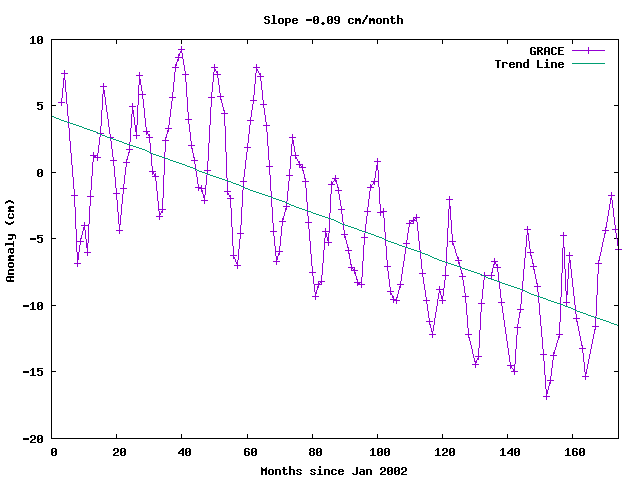 Slope -0.09 cm/month
GRACE
Trend Line
10
5
0
-5
-10
-15
-20
Anomaly (cm)
0 20 40 60 80 100 120 140 160
Months since Jan 2002